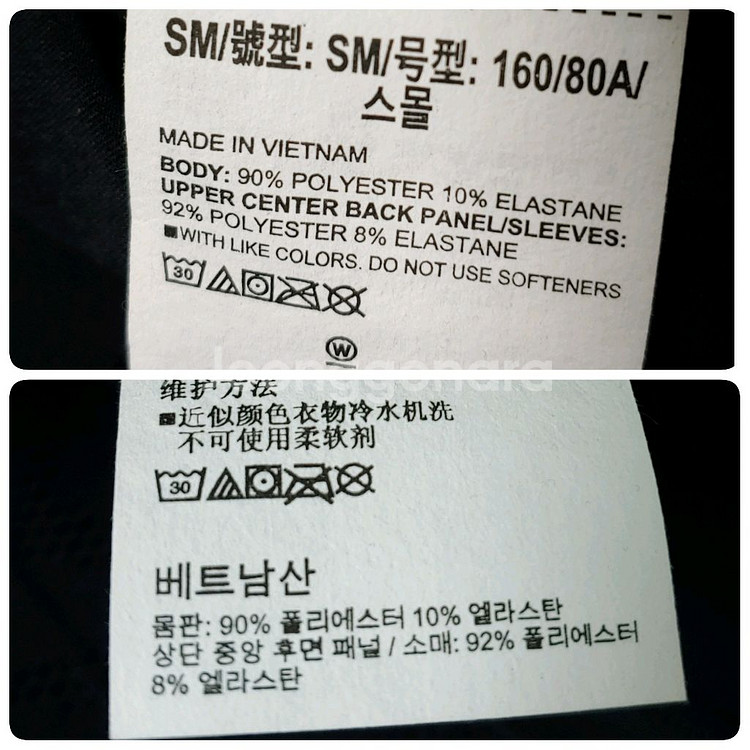 SM/號型: SM/号型: 160/80A/
스몰
MADE IN VIETNAM
BODY: 90% POLYESTER 10% ELASTANE
UPPER CENTER BACK PANEL/SLEEVES:
92% POLYESTER 8% ELASTANE
■WITH LIKE COLORS. DO NOT USE SOFTENERS
30
W
joonggonara
维护方法
■近似颜色衣物冷水机洗
不可使用柔软剂
30
베트남산
몸판: 90% 폴리에스터 10% 엘라스탄
상단 중앙 후면 패널 / 소매: 92% 폴리에스터
8% 엘라스탄